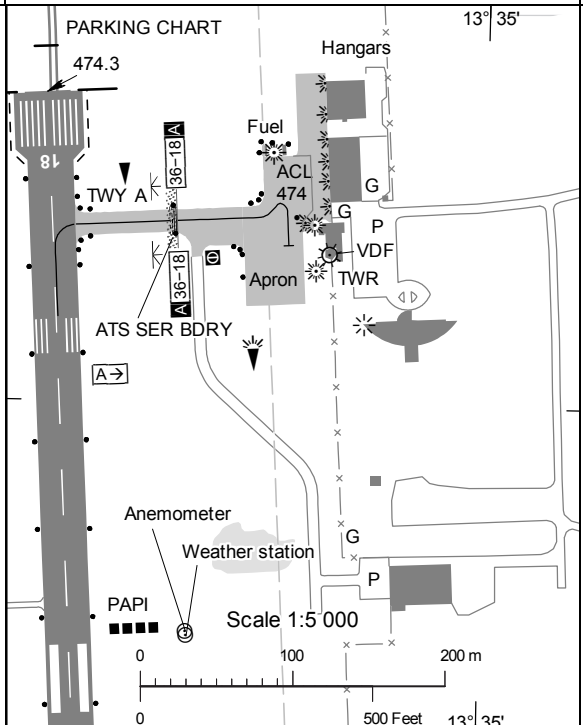 PARKING CHART
13° 35'
474.3
Hangars
18
Fuel
36-18 A
TWY A
ACL
474
G
G
P
VDF
TWR
A 36-18
Apron
ATS SER BDRY
A→
Anemometer
G
Weather station
P
PAPI
Scale 1:5 000
0 100 200 m
0 500 Feet
13° 35'